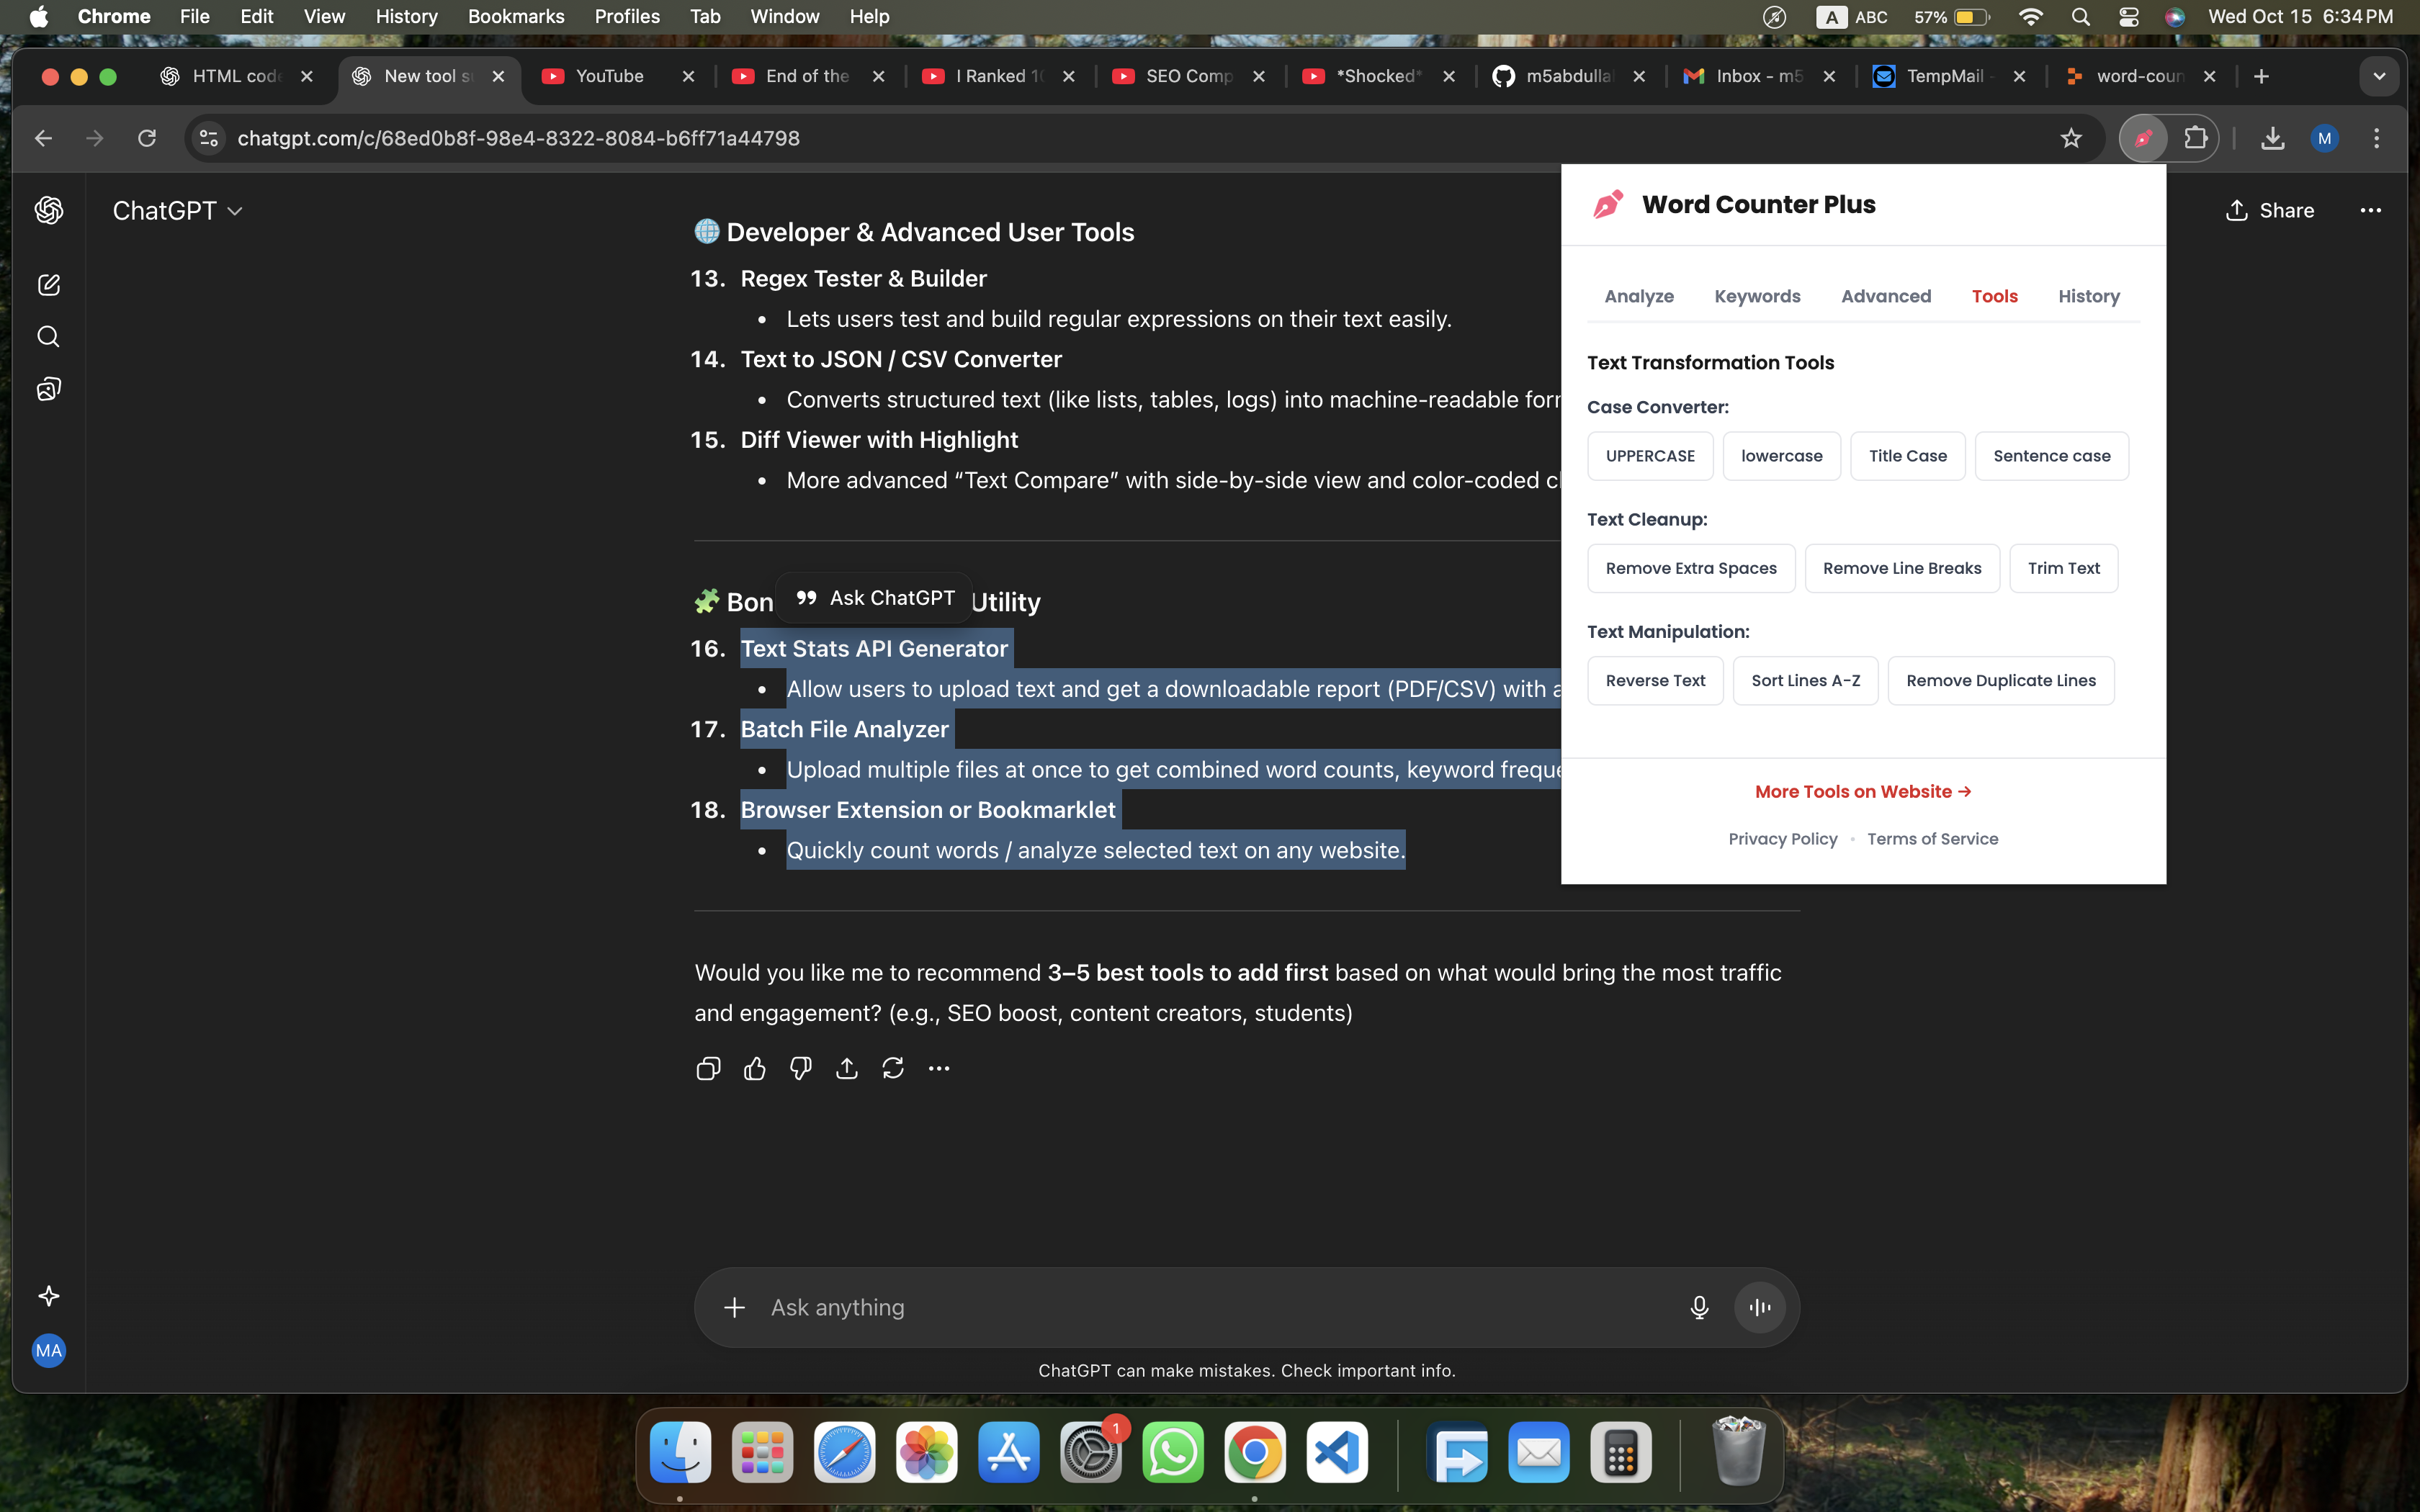 Chrome File Edit View History Bookmarks Profiles Tab Window Help
A ABC 57% Wed Oct 15 6:34 PM
HTML code
New tool s
YouTube
End of the
I Ranked 10
SEO Comp
*Shocked*
m5abdulla
Inbox - m5
TempMail -
word-coun
chatgpt.com/c/68ed0b8f-98e4-8322-8084-b6ff71a44798
M
ChatGPT
Share
Developer & Advanced User Tools
13. Regex Tester & Builder
• Lets users test and build regular expressions on their text easily.
14. Text to JSON / CSV Converter
• Converts structured text (like lists, tables, logs) into machine-readable for
15. Diff Viewer with Highlight
• More advanced “Text Compare” with side-by-side view and color-coded c
Bon
Utility
Ask ChatGPT
16. Text Stats API Generator
• Allow users to upload text and get a downloadable report (PDF/CSV) with a
17. Batch File Analyzer
• Upload multiple files at once to get combined word counts, keyword freque
18. Browser Extension or Bookmarklet
• Quickly count words / analyze selected text on any website.
Would you like me to recommend 3–5 best tools to add first based on what would bring the most traffic
and engagement? (e.g., SEO boost, content creators, students)
Ask anything
ChatGPT can make mistakes. Check important info.
MA
Word Counter Plus
Analyze Keywords Advanced Tools History
Text Transformation Tools
Case Converter:
UPPERCASE lowercase Title Case Sentence case
Text Cleanup:
Remove Extra Spaces Remove Line Breaks Trim Text
Text Manipulation:
Reverse Text Sort Lines A-Z Remove Duplicate Lines
More Tools on Website →
Privacy Policy • Terms of Service
1